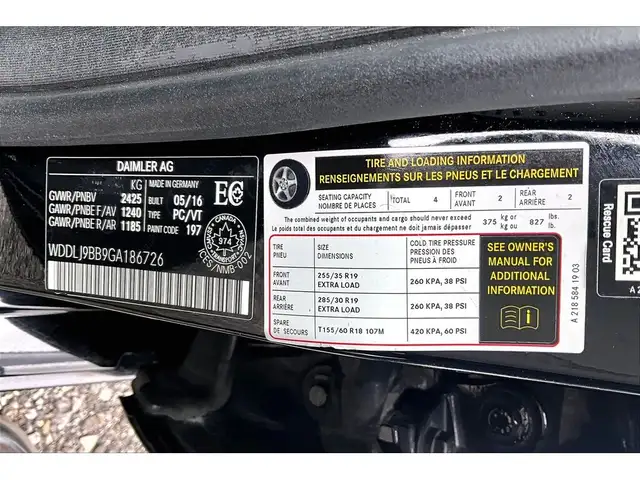 DAIMLER AG
KG
GVWR/PNBV 2425
GAWR/PNBE F/AV 1240
GAWR/PNBE R/AR 1185
MADE IN GERMANY
BUILT 05/16
TYPE PC/VT
PAINT CODE 197
EC
CANADA
974
ICES/NMB-002
WDDLJ9BB9GA186726
TIRE AND LOADING INFORMATION
RENSEIGNEMENTS SUR LES PNEUS ET LE CHARGEMENT
SEATING CAPACITY
NOMBRE DE PLACES
TOTAL 4
FRONT
AVANT 2
REAR
ARRIÈRE 2
The combined weight of occupants and cargo should never exceed
Le poids total des occupants et du chargement ne doit jamais dépasser
375 kg or
kg ou
827 lbs.
lb.
TIRE
PNEU
SIZE
DIMENSIONS
COLD TIRE PRESSURE
PRESSION DES
PNEUS À FROID
FRONT
AVANT
255/35 R19
EXTRA LOAD
260 KPA, 38 PSI
REAR
ARRIÈRE
285/30 R19
EXTRA LOAD
260 KPA, 38 PSI
SPARE
DE SECOURS
T155/60 R18 107M
420 KPA, 60 PSI
SEE OWNER'S
MANUAL FOR
ADDITIONAL
INFORMATION
A 218 584 19 03
Rescue Card